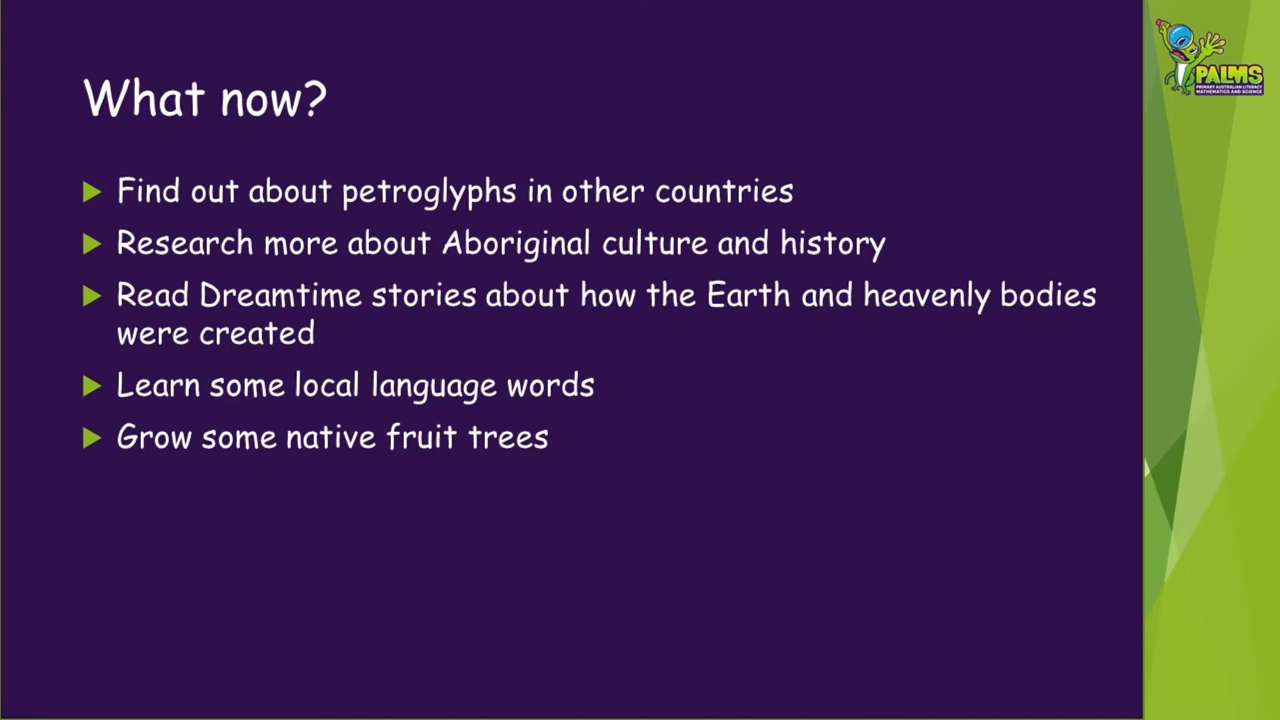 PALMS
PRIMARY AUSTRALIAN LITERACY
MATHEMATICS AND SCIENCE
What now?
Find out about petroglyphs in other countries
Research more about Aboriginal culture and history
Read Dreamtime stories about how the Earth and heavenly bodies
were created
Learn some local language words
Grow some native fruit trees